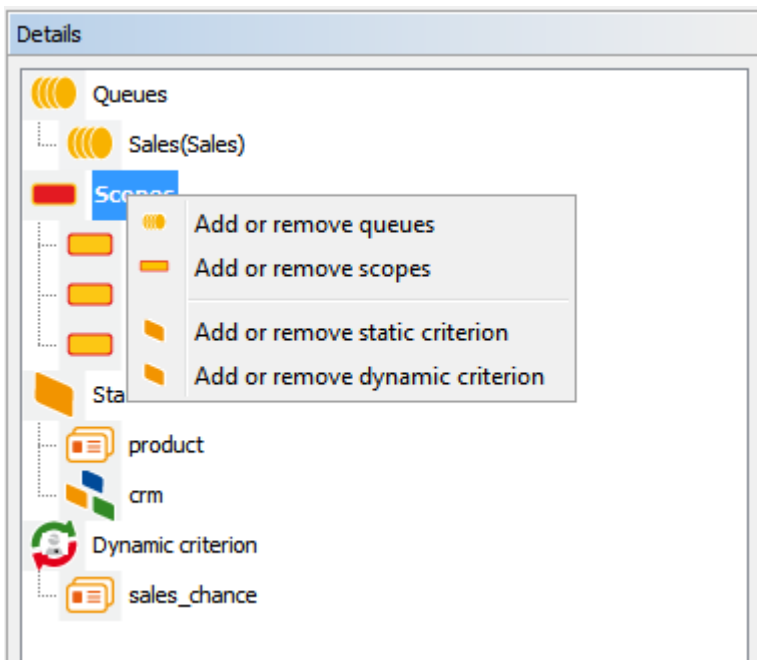 Details
Queues
Sales(Sales)
Scopes
Add or remove queues
Add or remove scopes
Add or remove static criterion
Add or remove dynamic criterion
Sta
product
crm
Dynamic criterion
sales_chance